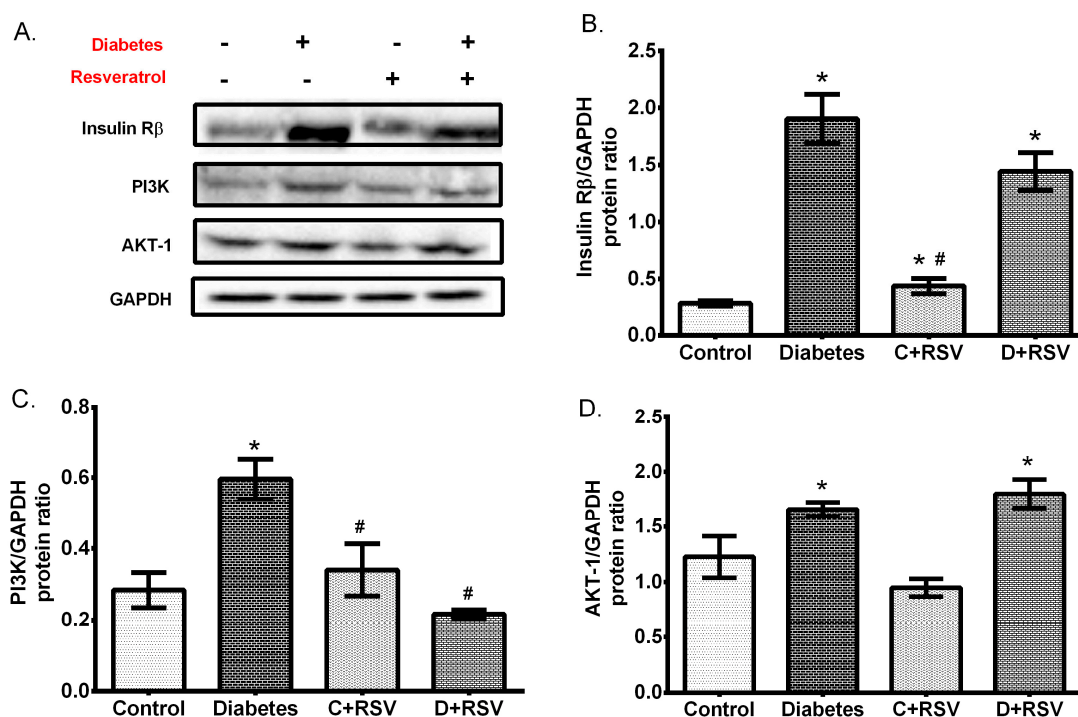 A.
Diabetes - + - +
Resveratrol - - + +
Insulin Rβ
PI3K
AKT-1
GAPDH
B.
Insulin Rβ/GAPDH
protein ratio
2.5
2.0
1.5
1.0
0.5
0.0
*
* #
*
Control Diabetes C+RSV D+RSV
C.
PI3K/GAPDH
protein ratio
0.8
0.6
0.4
0.2
0.0
*
#
#
Control Diabetes C+RSV D+RSV
D.
AKT-1/GAPDH
protein ratio
2.5
2.0
1.5
1.0
0.5
0.0
*
*
Control Diabetes C+RSV D+RSV